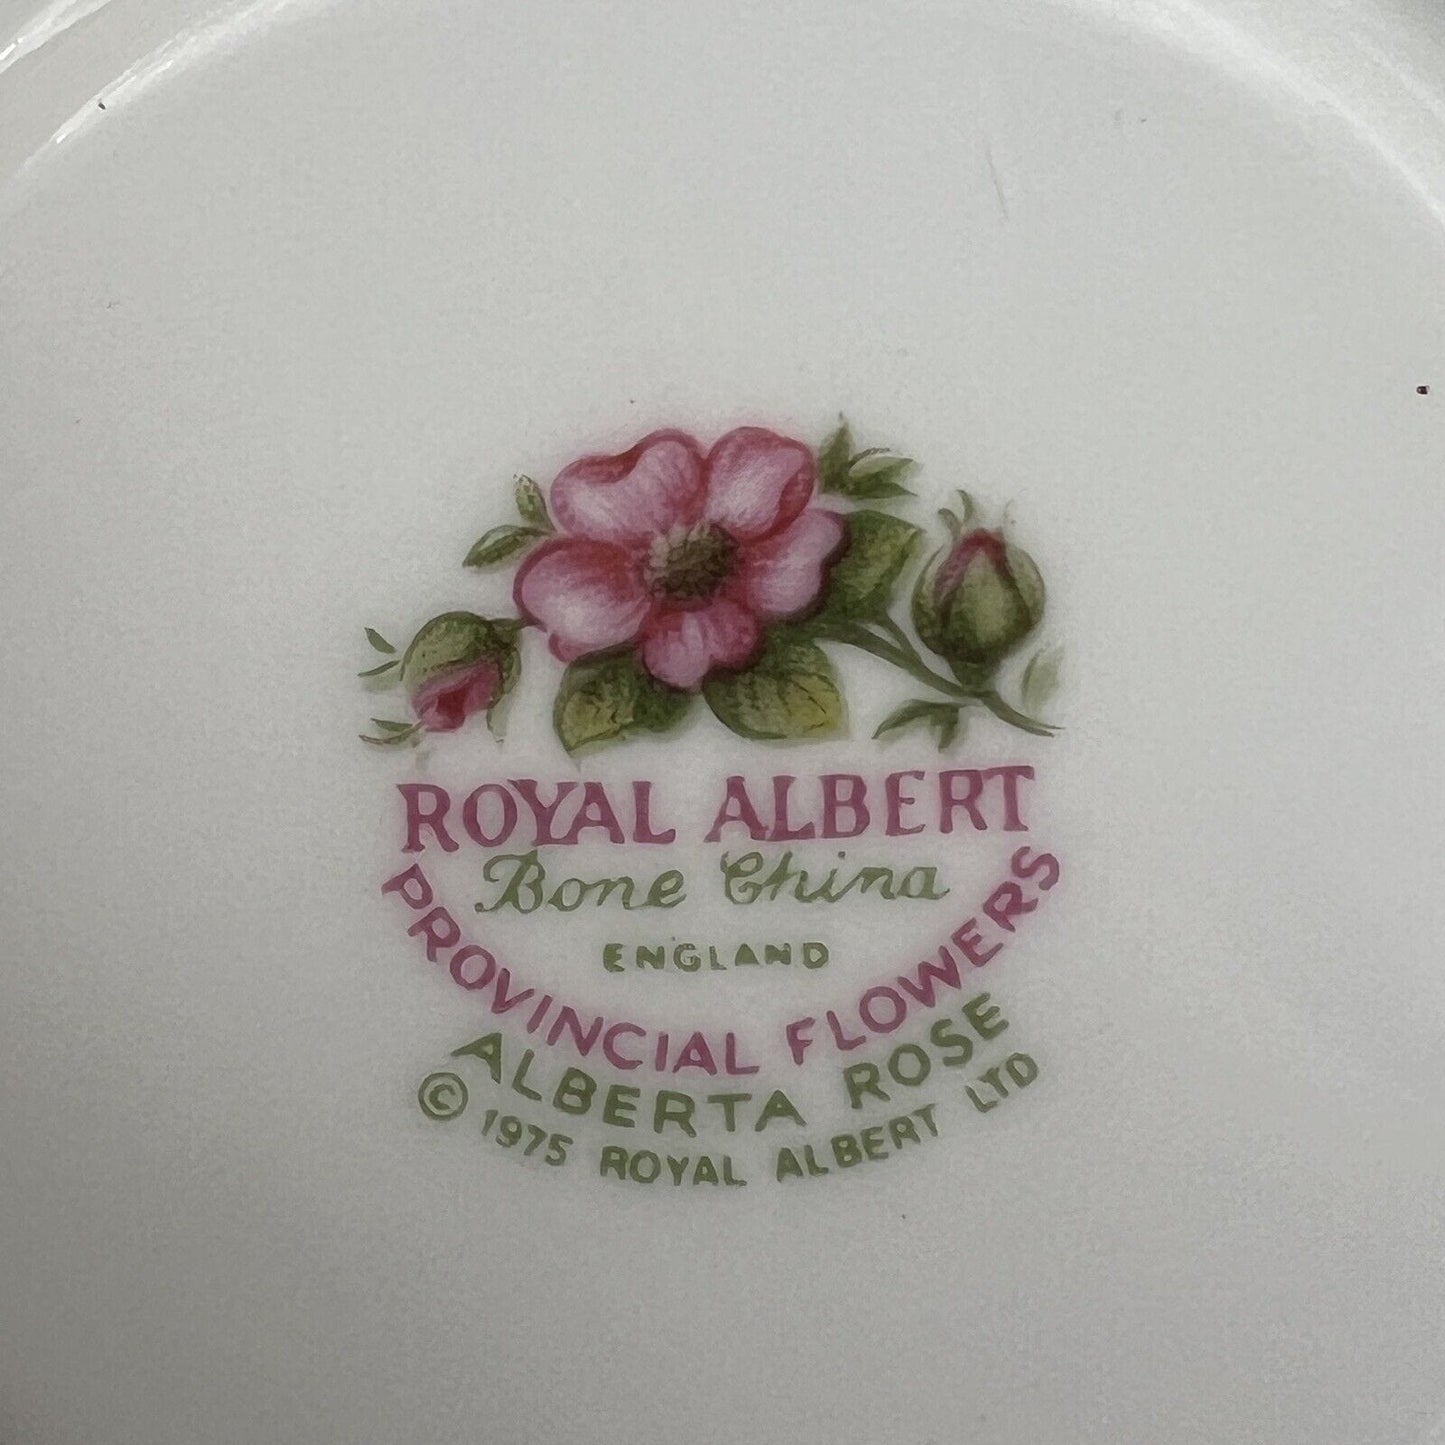 ROYAL ALBERT
Bone China
ENGLAND
PROVINCIAL FLOWERS
ALBERTA ROSE
© 1975 ROYAL ALBERT LTD